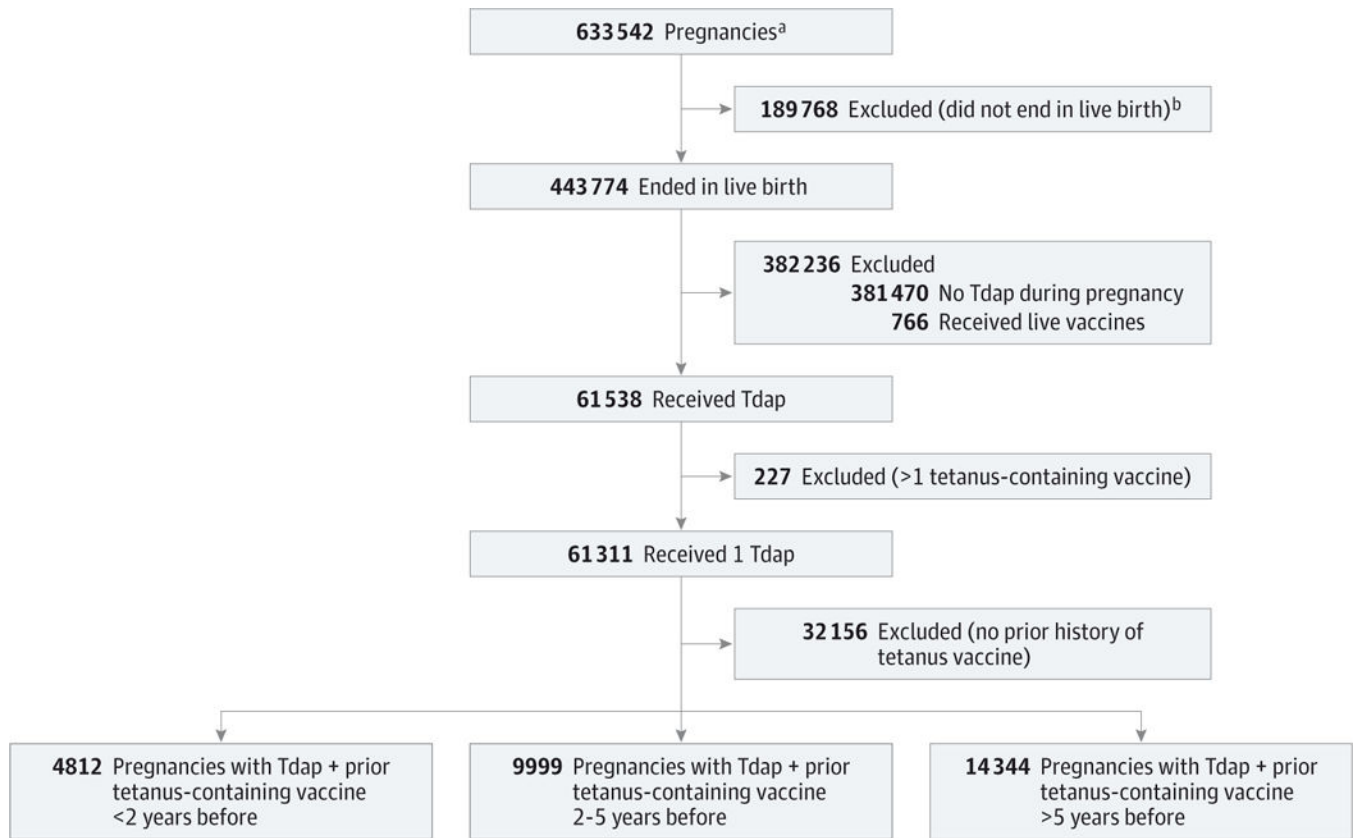 633 542 Pregnanciesa
189 768 Excluded (did not end in live birth)b
443 774 Ended in live birth
382 236 Excluded
381 470 No Tdap during pregnancy
766 Received live vaccines
61 538 Received Tdap
227 Excluded (>1 tetanus-containing vaccine)
61 311 Received 1 Tdap
32 156 Excluded (no prior history of
tetanus vaccine)
4812 Pregnancies with Tdap + prior
tetanus-containing vaccine
<2 years before
9999 Pregnancies with Tdap + prior
tetanus-containing vaccine
2-5 years before
14 344 Pregnancies with Tdap + prior
tetanus-containing vaccine
>5 years before